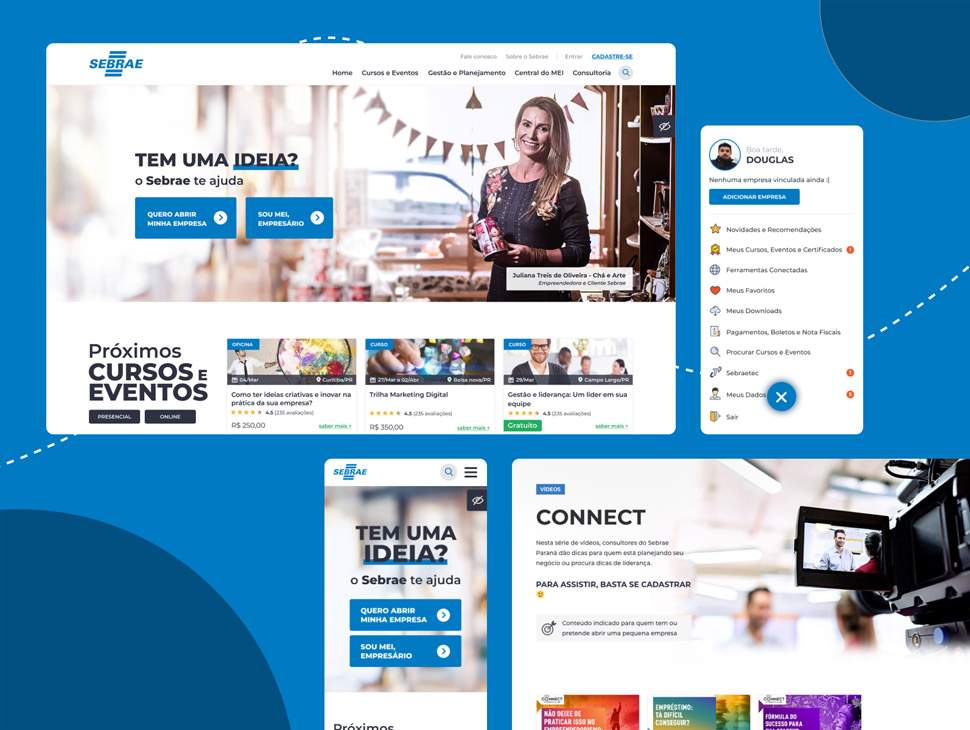 SEBRAE
Fale conosco
Sobre o Sebrae
Entrar
CADASTRE-SE
Home
Cursos e Eventos
Gestão e Planejamento
Central do MEI
Consultoria
TEM UMA IDEIA?
o Sebrae te ajuda
QUERO ABRIR
MINHA EMPRESA
SOU MEI,
EMPRESÁRIO
Juliana Treis de Oliveira - Chá e Arte
Empreendedora e Cliente Sebrae
Próximos
CURSOS E
EVENTOS
PRESENCIAL
ONLINE
OFICINA
04/Mar
Curitiba/PR
Como ter ideias criativas e inovar na
prática da sua empresa?
4.5 (235 avaliações)
R$ 250,00
saber mais +
CURSO
27/Mar a 02/Abr
Balsa nova/PR
Trilha Marketing Digital
4.5 (235 avaliações)
R$ 350,00
saber mais +
CURSO
29/Mar
Campo Largo/PR
Gestão e liderança: Um líder em sua
equipe
4.5 (235 avaliações)
Gratuito
saber mais +
Boa tarde,
DOUGLAS
Nenhuma empresa vinculada ainda :(
ADICIONAR EMPRESA
Novidades e Recomendações
Meus Cursos, Eventos e Certificados 1
Ferramentas Conectadas
Meus Favoritos
Meus Downloads
Pagamentos, Boletos e Nota Fiscais
Procurar Cursos e Eventos
Sebraetec 1
Meus Dados 5
Sair
SEBRAE
TEM UMA
IDEIA?
o Sebrae te ajuda
QUERO ABRIR
MINHA EMPRESA
SOU MEI,
EMPRESÁRIO
Próximos
VÍDEOS
CONNECT
Nesta série de vídeos, consultores do Sebrae
Paraná dão dicas para quem está planejando seu
negócio ou procura dicas de liderança.
PARA ASSISTIR, BASTA SE CADASTRAR
🙂
Conteúdo indicado para quem tem ou
pretende abrir uma pequena empresa
CONNECT
NÃO DEIXE DE
PRATICAR ISSO NO
EMPREENDEDORISMO
CONNECT
EMPRÉSTIMO:
TÁ DIFÍCIL
CONSEGUIR?
CONNECT
FÓRMULA DO
SUCESSO PARA